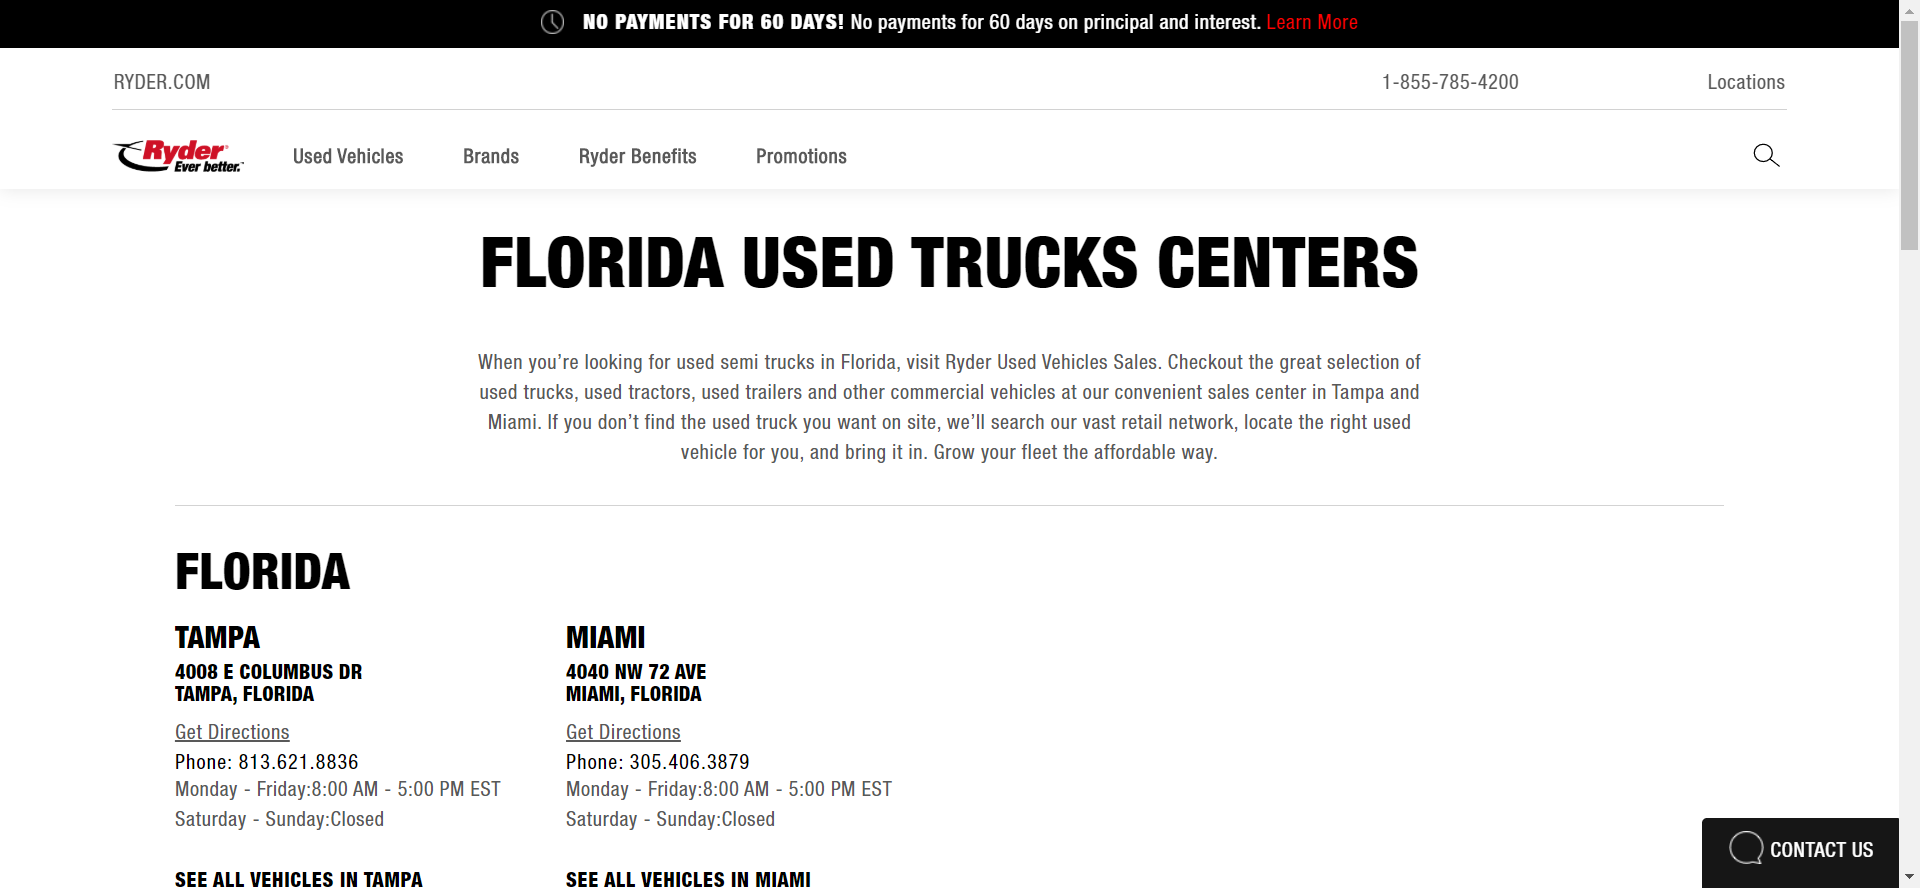 NO PAYMENTS FOR 60 DAYS! No payments for 60 days on principal and interest. Learn More
RYDER.COM
1-855-785-4200
Locations
Ryder
Ever better.™
Used Vehicles
Brands
Ryder Benefits
Promotions
FLORIDA USED TRUCKS CENTERS
When you’re looking for used semi trucks in Florida, visit Ryder Used Vehicles Sales. Checkout the great selection of
used trucks, used tractors, used trailers and other commercial vehicles at our convenient sales center in Tampa and
Miami. If you don’t find the used truck you want on site, we’ll search our vast retail network, locate the right used
vehicle for you, and bring it in. Grow your fleet the affordable way.
FLORIDA
TAMPA
4008 E COLUMBUS DR
TAMPA, FLORIDA
Get Directions
Phone: 813.621.8836
Monday - Friday:8:00 AM - 5:00 PM EST
Saturday - Sunday:Closed
SEE ALL VEHICLES IN TAMPA
MIAMI
4040 NW 72 AVE
MIAMI, FLORIDA
Get Directions
Phone: 305.406.3879
Monday - Friday:8:00 AM - 5:00 PM EST
Saturday - Sunday:Closed
SEE ALL VEHICLES IN MIAMI
CONTACT US